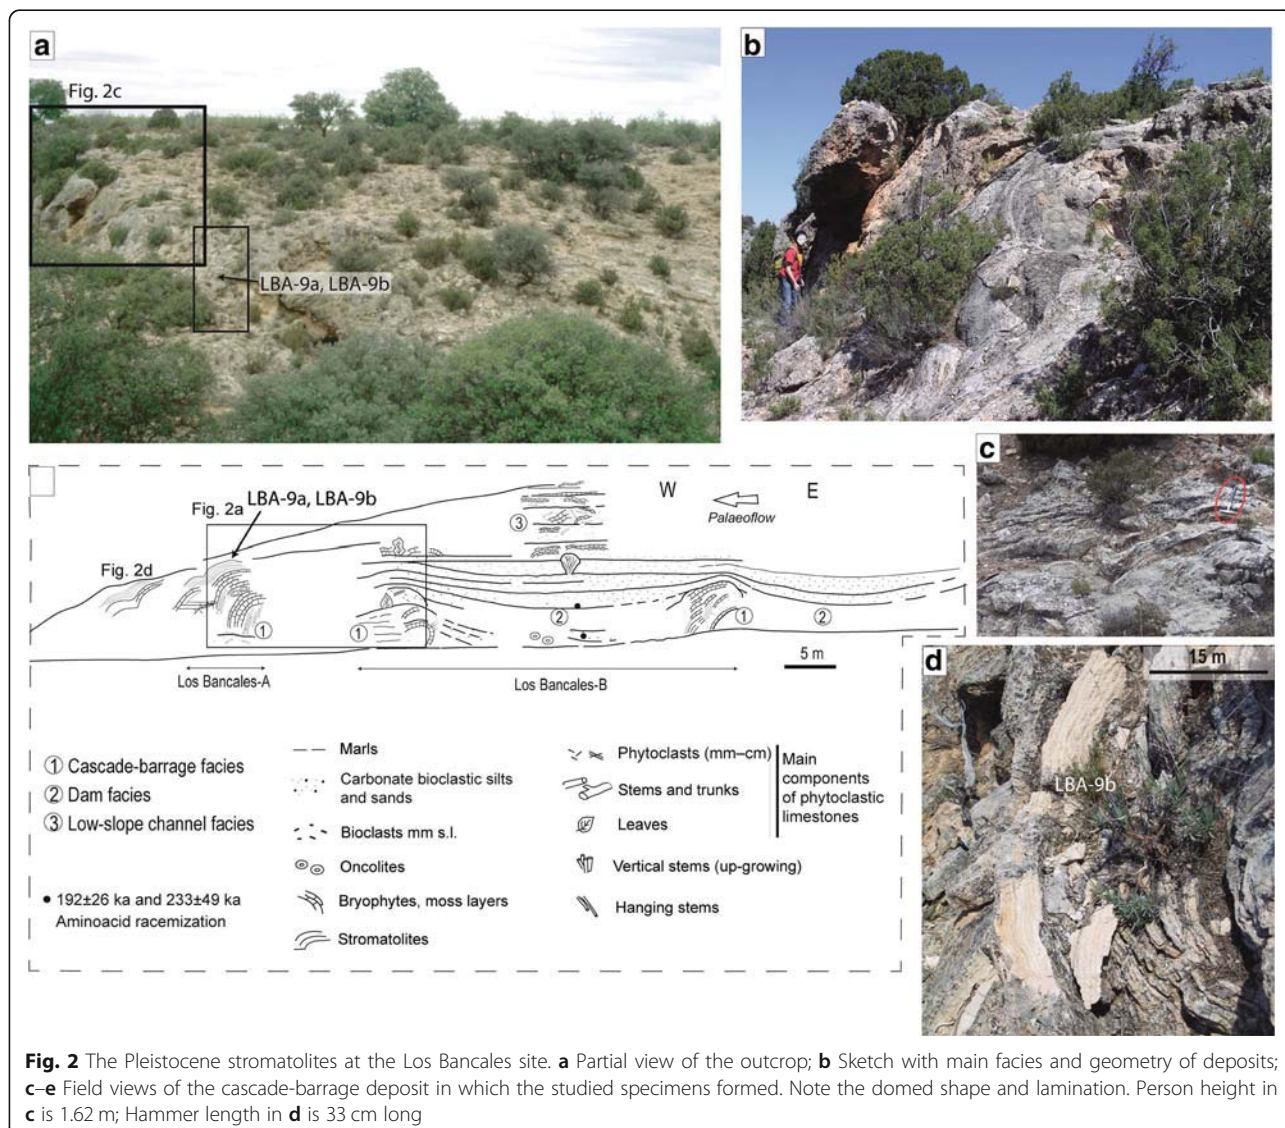 a
Fig. 2c
LBA-9a, LBA-9b
b
c
Fig. 2a
LBA-9a, LBA-9b
Fig. 2d
W
E
Palaeoflow
3
1
1
2
1
2
5 m
Los Bancales-A
Los Bancales-B
① Cascade-barrage facies
② Dam facies
③ Low-slope channel facies
• 192±26 ka and 233±49 ka
Aminoacid racemization
Marls
Carbonate bioclastic silts
and sands
Bioclasts mm s.l.
Oncolites
Bryophytes, moss layers
Stromatolites
Phytoclasts (mm–cm)
Stems and trunks
Leaves
Main
components
of phytoclastic
limestones
Vertical stems (up-growing)
Hanging stems
d
15 m
LBA-9b
Fig. 2 The Pleistocene stromatolites at the Los Bancales site. a Partial view of the outcrop; b Sketch with main facies and geometry of deposits;
c–e Field views of the cascade-barrage deposit in which the studied specimens formed. Note the domed shape and lamination. Person height in
c is 1.62 m; Hammer length in d is 33 cm long